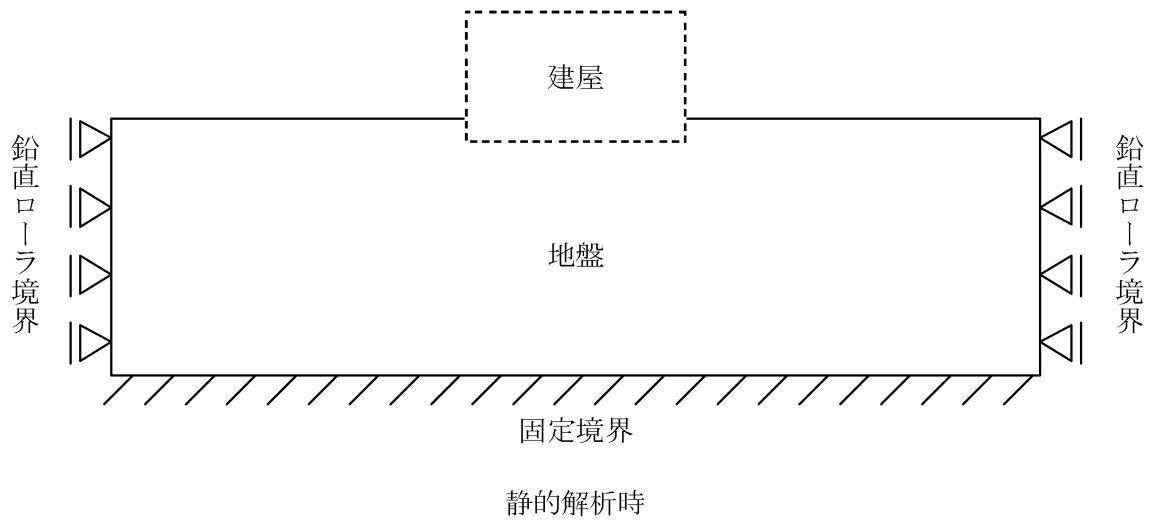 建屋
鉛直ローラ境界
鉛直ローラ境界
地盤
固定境界
静的解析時